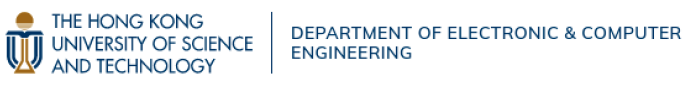 THE HONG KONG
UNIVERSITY OF SCIENCE
AND TECHNOLOGY
DEPARTMENT OF ELECTRONIC & COMPUTER
ENGINEERING